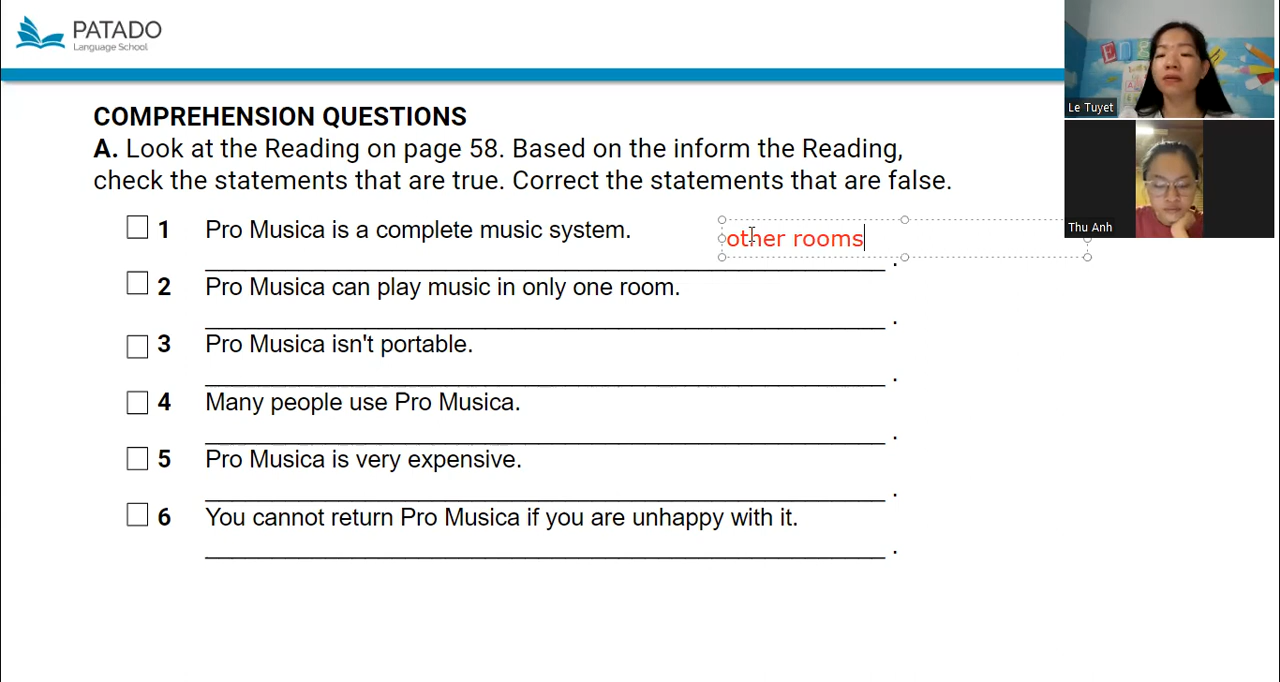 PATADO
Language School
Le Tuyet
Thu Anh
COMPREHENSION QUESTIONS
A. Look at the Reading on page 58. Based on the inform the Reading,
check the statements that are true. Correct the statements that are false.
1 Pro Musica is a complete music system.
other rooms
2 Pro Musica can play music in only one room.
3 Pro Musica isn't portable.
4 Many people use Pro Musica.
5 Pro Musica is very expensive.
6 You cannot return Pro Musica if you are unhappy with it.